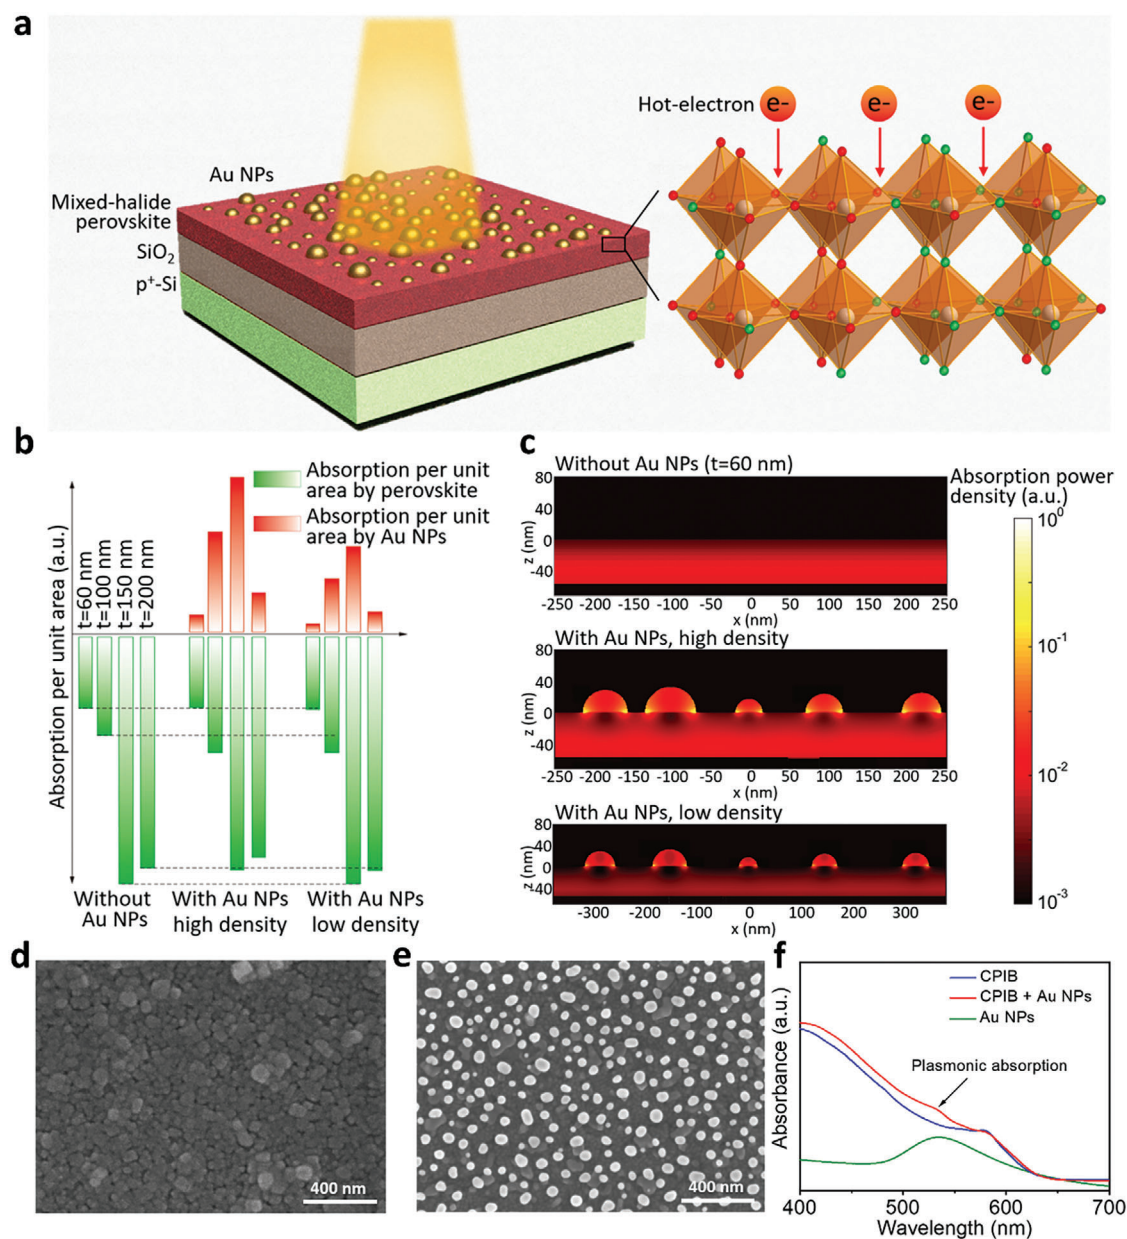 a
Hot-electron
e-
e-
e-
Au NPs
Mixed-halide
perovskite
SiO₂
p⁺-Si
b
Absorption per unit
area by perovskite
Absorption per unit
area by Au NPs
Absorption per unit area (a.u.)
t=60 nm
t=100 nm
t=150 nm
t=200 nm
Without
Au NPs
With Au NPs
high density
With Au NPs
low density
c
Without Au NPs (t=60 nm)
80
40
0
-40
z (nm)
-250 -200 -150 -100 -50 0 50 100 150 200 250
x (nm)
With Au NPs, high density
80
40
0
-40
z (nm)
-250 -200 -150 -100 -50 0 50 100 150 200 250
x (nm)
With Au NPs, low density
80
40
0
-40
z (nm)
-300 -200 -100 0 100 200 300
x (nm)
Absorption power
density (a.u.)
10⁰
10⁻¹
10⁻²
10⁻³
d
400 nm
e
400 nm
f
CPIB
CPIB + Au NPs
Au NPs
Plasmonic absorption
Absorbance (a.u.)
400 500 600 700
Wavelength (nm)